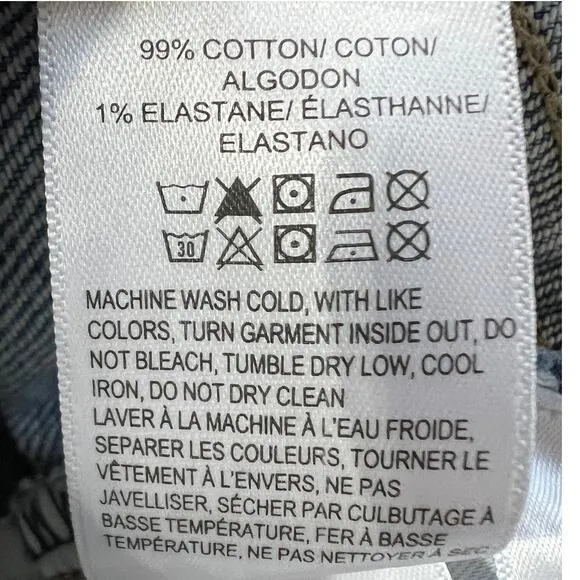 99% COTTON/ COTON/
ALGODON
1% ELASTANE/ ÉLASTHANNE/
ELASTANO
30
MACHINE WASH COLD, WITH LIKE
COLORS, TURN GARMENT INSIDE OUT, DO
NOT BLEACH, TUMBLE DRY LOW, COOL
IRON, DO NOT DRY CLEAN
LAVER À LA MACHINE À L'EAU FROIDE,
SEPARER LES COULEURS, TOURNER LE
VÊTEMENT À L'ENVERS, NE PAS
JAVELLISER, SÉCHER PAR CULBUTAGE À
BASSE TEMPÉRATURE, FER À BASSE
TEMPÉRATURE, NE PAS NETTOYER À SEC